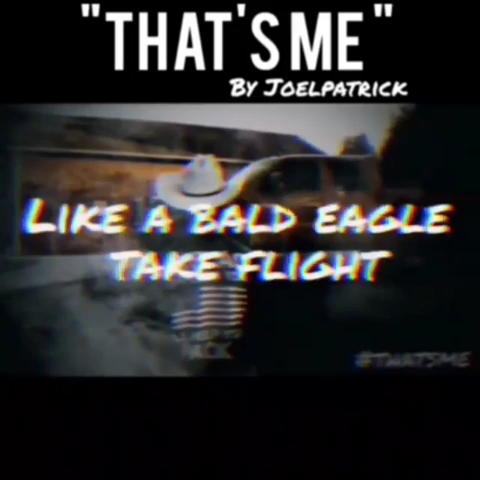 "THAT'S ME"
BY JOELPATRICK
LIKE A BALD EAGLE
TAKE FLIGHT
#THATSME